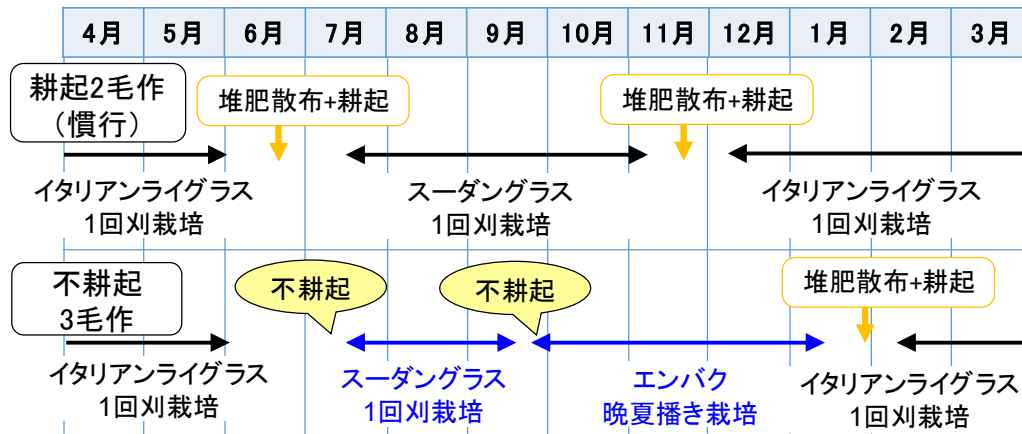 4月 5月 6月 7月 8月 9月 10月 11月 12月 1月 2月 3月
耕起2毛作
（慣行）
堆肥散布+耕起
堆肥散布+耕起
イタリアンライグラス
1回刈栽培
スーダングラス
1回刈栽培
イタリアンライグラス
1回刈栽培
不耕起
3毛作
不耕起
不耕起
堆肥散布+耕起
イタリアンライグラス
1回刈栽培
スーダングラス
1回刈栽培
エンバク
晩夏播き栽培
イタリアンライグラス
1回刈栽培